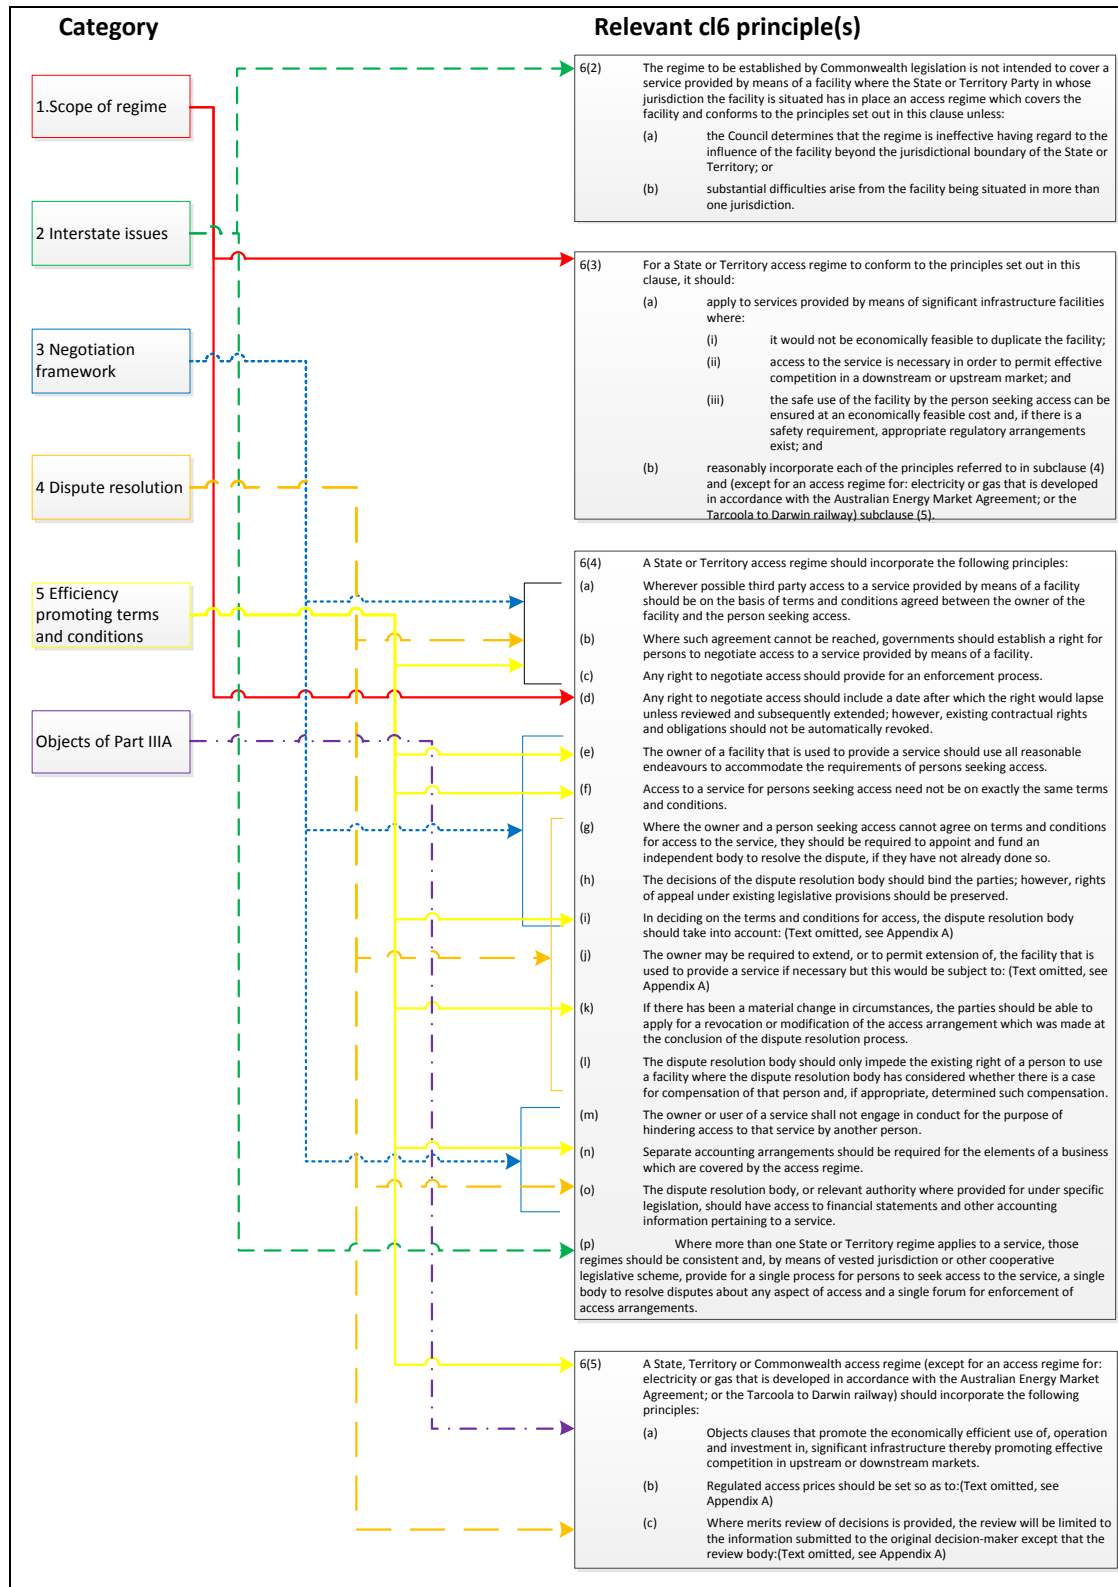 Category
Relevant cl6 principle(s)
1.Scope of regime
2 Interstate issues
3 Negotiation
framework
4 Dispute resolution
5 Efficiency
promoting terms
and conditions
Objects of Part IIIA
6(2) The regime to be established by Commonwealth legislation is not intended to cover a
service provided by means of a facility where the State or Territory Party in whose
jurisdiction the facility is situated has in place an access regime which covers the
facility and conforms to the principles set out in this clause unless:
(a) the Council determines that the regime is ineffective having regard to the
influence of the facility beyond the jurisdictional boundary of the State or
Territory; or
(b) substantial difficulties arise from the facility being situated in more than
one jurisdiction.
6(3) For a State or Territory access regime to conform to the principles set out in this
clause, it should:
(a) apply to services provided by means of significant infrastructure facilities
where:
(i) it would not be economically feasible to duplicate the facility;
(ii) access to the service is necessary in order to permit effective
competition in a downstream or upstream market; and
(iii) the safe use of the facility by the person seeking access can be
ensured at an economically feasible cost and, if there is a
safety requirement, appropriate regulatory arrangements
exist; and
(b) reasonably incorporate each of the principles referred to in subclause (4)
and (except for an access regime for: electricity or gas that is developed
in accordance with the Australian Energy Market Agreement; or the
Tarcoola to Darwin railway) subclause (5).
6(4) A State or Territory access regime should incorporate the following principles:
(a) Wherever possible third party access to a service provided by means of a facility
should be on the basis of terms and conditions agreed between the owner of the
facility and the person seeking access.
(b) Where such agreement cannot be reached, governments should establish a right for
persons to negotiate access to a service provided by means of a facility.
(c) Any right to negotiate access should provide for an enforcement process.
(d) Any right to negotiate access should include a date after which the right would lapse
unless reviewed and subsequently extended; however, existing contractual rights
and obligations should not be automatically revoked.
(e) The owner of a facility that is used to provide a service should use all reasonable
endeavours to accommodate the requirements of persons seeking access.
(f) Access to a service for persons seeking access need not be on exactly the same terms
and conditions.
(g) Where the owner and a person seeking access cannot agree on terms and conditions
for access to the service, they should be required to appoint and fund an
independent body to resolve the dispute, if they have not already done so.
(h) The decisions of the dispute resolution body should bind the parties; however, rights
of appeal under existing legislative provisions should be preserved.
(i) In deciding on the terms and conditions for access, the dispute resolution body
should take into account: (Text omitted, see Appendix A)
(j) The owner may be required to extend, or to permit extension of, the facility that is
used to provide a service if necessary but this would be subject to: (Text omitted, see
Appendix A)
(k) If there has been a material change in circumstances, the parties should be able to
apply for a revocation or modification of the access arrangement which was made at
the conclusion of the dispute resolution process.
(l) The dispute resolution body should only impede the existing right of a person to use
a facility where the dispute resolution body has considered whether there is a case
for compensation of that person and, if appropriate, determined such compensation.
(m) The owner or user of a service shall not engage in conduct for the purpose of
hindering access to that service by another person.
(n) Separate accounting arrangements should be required for the elements of a business
which are covered by the access regime.
(o) The dispute resolution body, or relevant authority where provided for under specific
legislation, should have access to financial statements and other accounting
information pertaining to a service.
(p) Where more than one State or Territory regime applies to a service, those
regimes should be consistent and, by means of vested jurisdiction or other cooperative
legislative scheme, provide for a single process for persons to seek access to the service, a single
body to resolve disputes about any aspect of access and a single forum for enforcement of
access arrangements.
6(5) A State, Territory or Commonwealth access regime (except for an access regime for:
electricity or gas that is developed in accordance with the Australian Energy Market
Agreement; or the Tarcoola to Darwin railway) should incorporate the following
principles:
(a) Objects clauses that promote the economically efficient use of, operation
and investment in, significant infrastructure thereby promoting effective
competition in upstream or downstream markets.
(b) Regulated access prices should be set so as to:(Text omitted, see
Appendix A)
(c) Where merits review of decisions is provided, the review will be limited to
the information submitted to the original decision-maker except that the
review body:(Text omitted, see Appendix A)